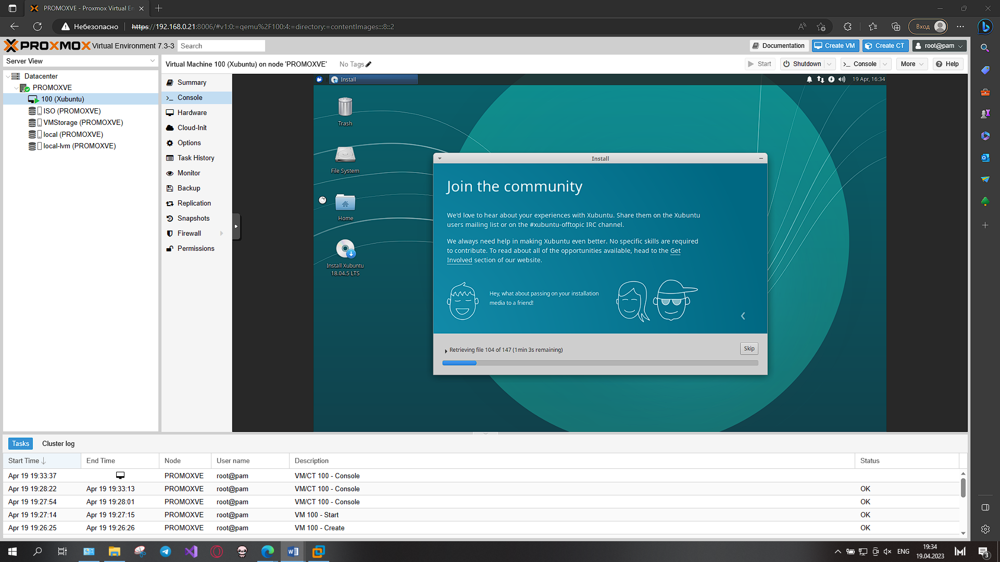 PROMOXVE - Proxmox Virtual En
Небезопасно
https://192.168.0.21:8006/#v1:0:=qemu%2F100:4:=directory:=contentImages:::8::2
Вход
PROXMOX Virtual Environment 7.3-3
Search
Documentation
Create VM
Create CT
root@pam
Server View
Virtual Machine 100 (Xubuntu) on node 'PROMOXVE'
No Tags
Start
Shutdown
Console
More
Help
Datacenter
PROMOXVE
100 (Xubuntu)
ISO (PROMOXVE)
VMStorage (PROMOXVE)
local (PROMOXVE)
local-lvm (PROMOXVE)
Summary
Console
Hardware
Cloud-Init
Options
Task History
Monitor
Backup
Replication
Snapshots
Firewall
Permissions
Install
19 Apr, 16:34
Trash
File System
Home
Install Xubuntu
18.04.5 LTS
Install
Join the community
We'd love to hear about your experiences with Xubuntu. Share them on the Xubuntu
users mailing list or on the #xubuntu-offtopic IRC channel.
We always need help in making Xubuntu even better. No specific skills are required
to contribute. To read about all of the opportunities available, head to the Get
Involved section of our website.
Hey, what about passing on your installation
media to a friend!
Retrieving file 104 of 147 (1min 3s remaining)
Skip
Tasks
Cluster log
Start Time End Time Node User name Description Status
Apr 19 19:33:37 PROMOXVE root@pam VM/CT 100 - Console
Apr 19 19:28:22 Apr 19 19:33:13 PROMOXVE root@pam VM/CT 100 - Console OK
Apr 19 19:27:54 Apr 19 19:28:01 PROMOXVE root@pam VM/CT 100 - Console OK
Apr 19 19:27:14 Apr 19 19:27:15 PROMOXVE root@pam VM 100 - Start OK
Apr 19 19:26:25 Apr 19 19:26:26 PROMOXVE root@pam VM 100 - Create OK
ENG
19:34
19.04.2023
3